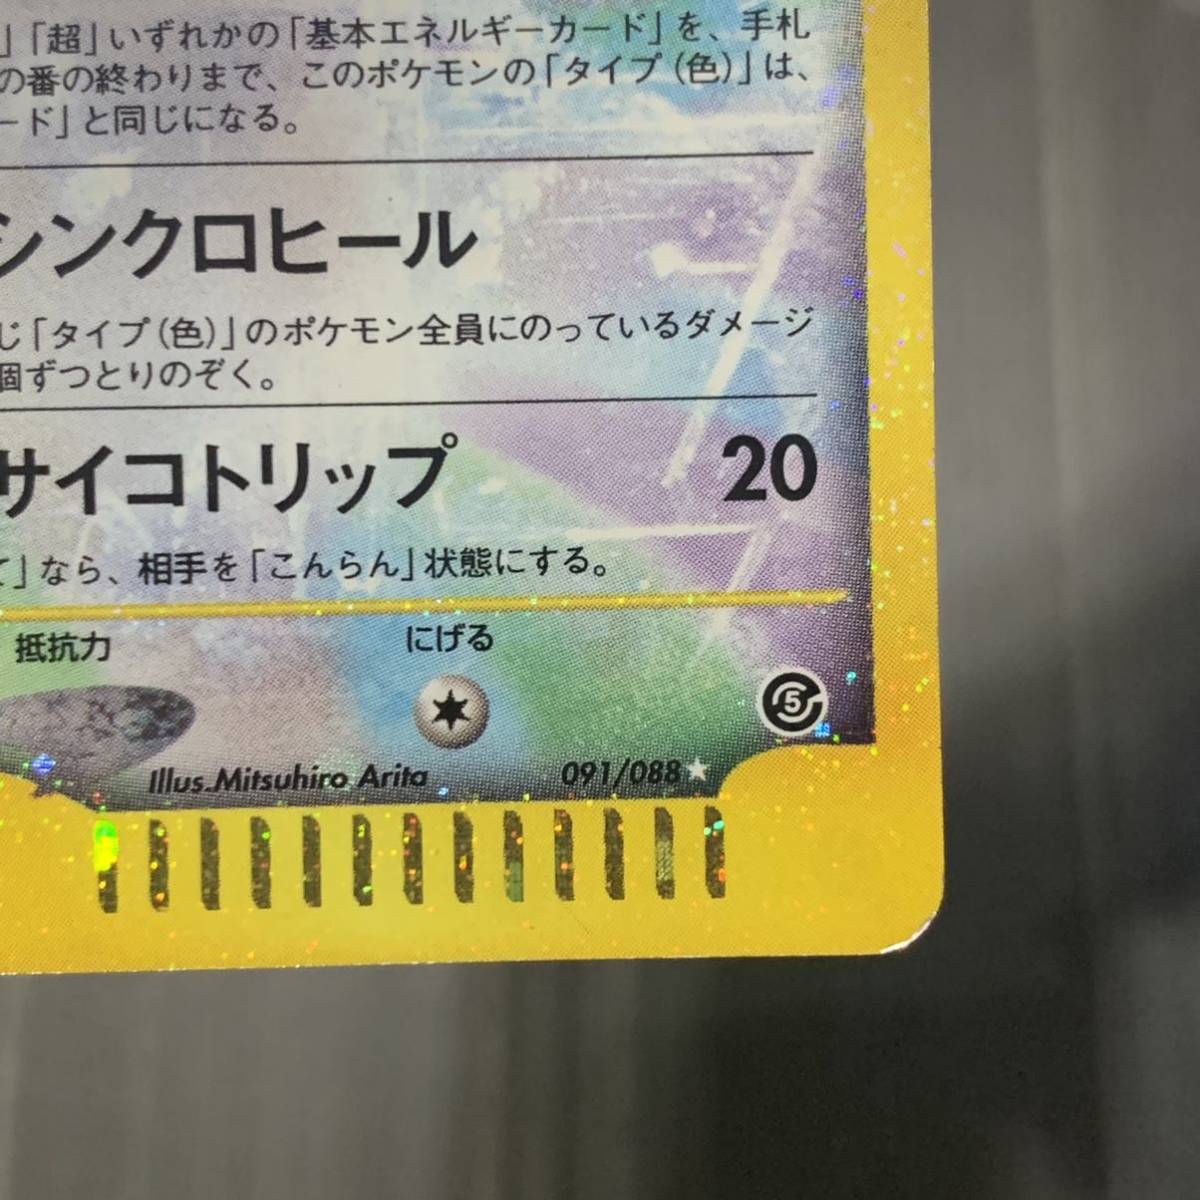 」「超」いずれかの「基本エネルギーカード」を、手札
の番の終わりまで、このポケモンの「タイプ(色)」は、
ード」と同じになる。
シンクロヒール
じ「タイプ(色)」のポケモン全員にのっているダメージ
個ずつとりのぞく。
サイコトリップ 20
て」なら、相手を「こんらん」状態にする。
抵抗力 にげる
5
Illus.Mitsuhiro Arita 091/088